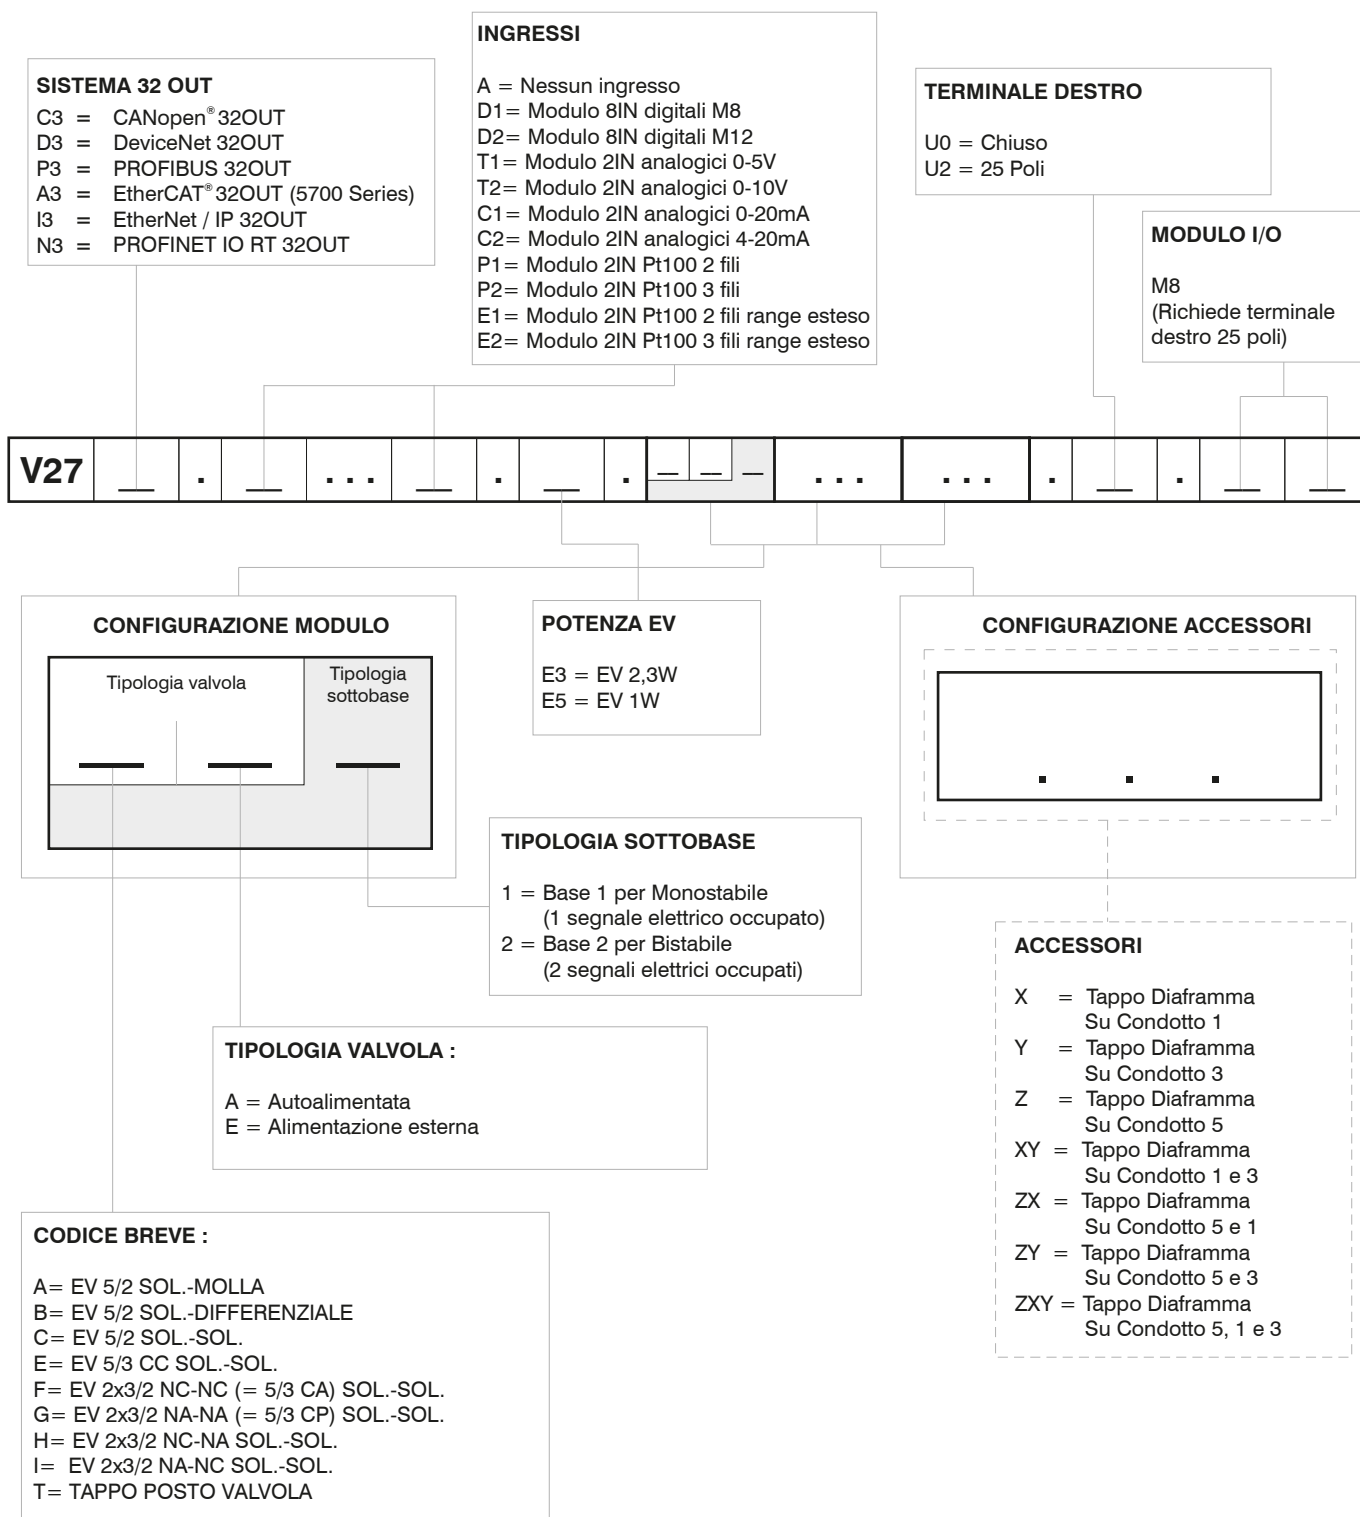 INGRESSI
A = Nessun ingresso
D1= Modulo 8IN digitali M8
D2= Modulo 8IN digitali M12
T1= Modulo 2IN analogici 0-5V
T2= Modulo 2IN analogici 0-10V
C1= Modulo 2IN analogici 0-20mA
C2= Modulo 2IN analogici 4-20mA
P1= Modulo 2IN Pt100 2 fili
P2= Modulo 2IN Pt100 3 fili
E1= Modulo 2IN Pt100 2 fili range esteso
E2= Modulo 2IN Pt100 3 fili range esteso
SISTEMA 32 OUT
C3 = CANopen® 32OUT
D3 = DeviceNet 32OUT
P3 = PROFIBUS 32OUT
A3 = EtherCAT® 32OUT (5700 Series)
I3 = EtherNet / IP 32OUT
N3 = PROFINET IO RT 32OUT
TERMINALE DESTRO
U0 = Chiuso
U2 = 25 Poli
MODULO I/O
M8
(Richiede terminale
destro 25 poli)
V27 __ . __ ... __ . __ . __ __ __ ... ... . __ . __ __
CONFIGURAZIONE MODULO
Tipologia valvola
Tipologia
sottobase
POTENZA EV
E3 = EV 2,3W
E5 = EV 1W
CONFIGURAZIONE ACCESSORI
. . .
TIPOLOGIA SOTTOBASE
1 = Base 1 per Monostabile
(1 segnale elettrico occupato)
2 = Base 2 per Bistabile
(2 segnali elettrici occupati)
ACCESSORI
X = Tappo Diaframma
Su Condotto 1
Y = Tappo Diaframma
Su Condotto 3
Z = Tappo Diaframma
Su Condotto 5
XY = Tappo Diaframma
Su Condotto 1 e 3
ZX = Tappo Diaframma
Su Condotto 5 e 1
ZY = Tappo Diaframma
Su Condotto 5 e 3
ZXY = Tappo Diaframma
Su Condotto 5, 1 e 3
TIPOLOGIA VALVOLA :
A = Autoalimentata
E = Alimentazione esterna
CODICE BREVE :
A= EV 5/2 SOL.-MOLLA
B= EV 5/2 SOL.-DIFFERENZIALE
C= EV 5/2 SOL.-SOL.
E= EV 5/3 CC SOL.-SOL.
F= EV 2x3/2 NC-NC (= 5/3 CA) SOL.-SOL.
G= EV 2x3/2 NA-NA (= 5/3 CP) SOL.-SOL.
H= EV 2x3/2 NC-NA SOL.-SOL.
I= EV 2x3/2 NA-NC SOL.-SOL.
T= TAPPO POSTO VALVOLA